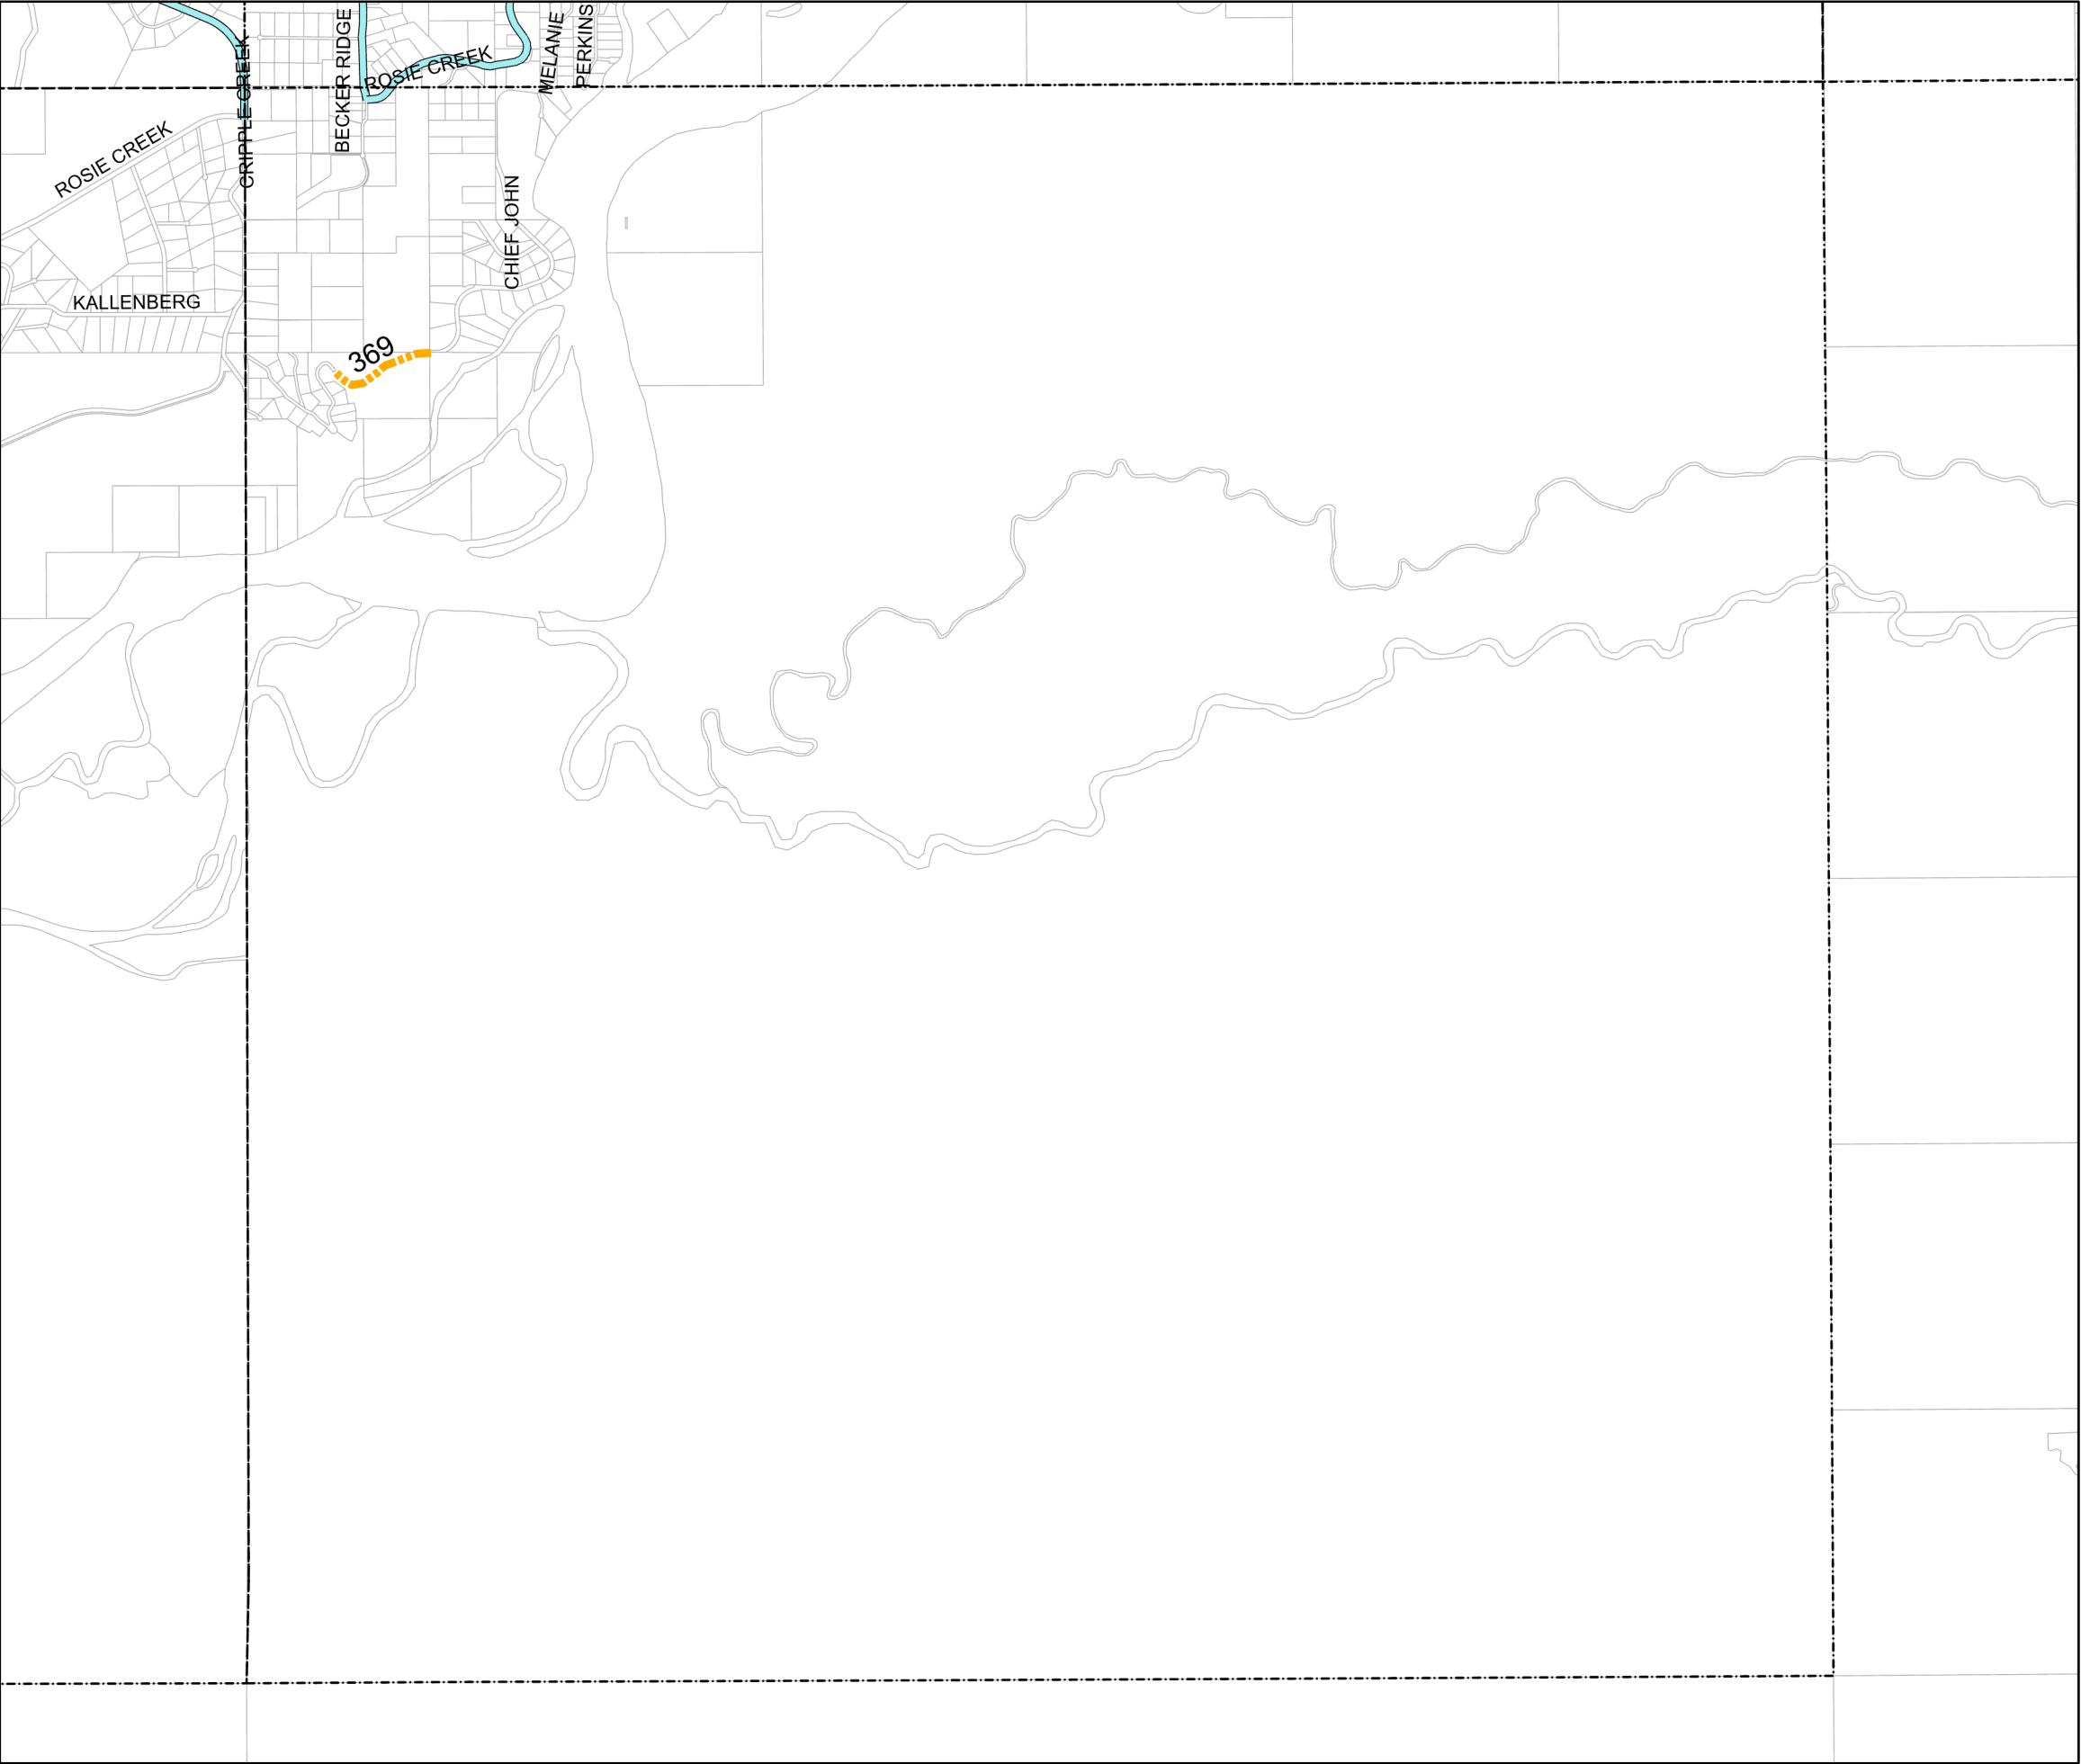 CRIPPLE CREEK
BECKER RIDGE
ROSIE CREEK
MELANIE
PERKINS
ROSIE CREEK
CHIEF JOHN
KALLENBERG
369